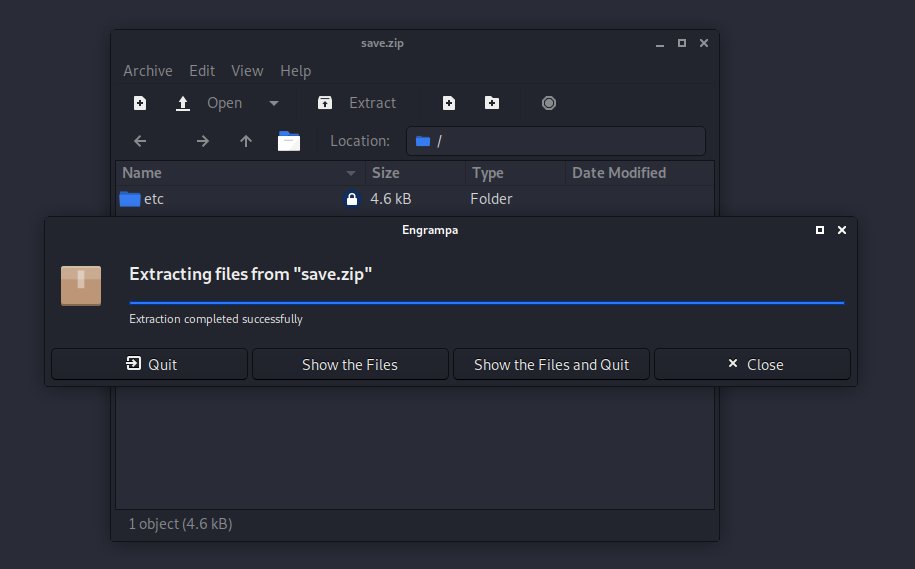 save.zip
Archive Edit View Help
Open Extract
Location: /
Name Size Type Date Modified
etc 4.6 kB Folder
Engrampa
Extracting files from "save.zip"
Extraction completed successfully
Quit Show the Files Show the Files and Quit Close
1 object (4.6 kB)